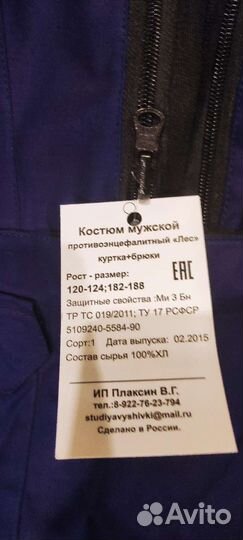 Костюм мужской
противоэнцефалитный «Лес»
куртка+брюки
Рост - размер:
120-124;182-188
EAC
Защитные свойства :Ми З Бн
ТР ТС 019/2011; ТУ 17 РСФСР
5109240-5584-90
Сорт:1 Дата выпуска: 02.2015
Состав сырья 100%ХЛ
ИП Плаксин В.Г.
тел.:8-922-76-23-794
studiyavyshivki@mail.ru
Сделано в России.
Avito